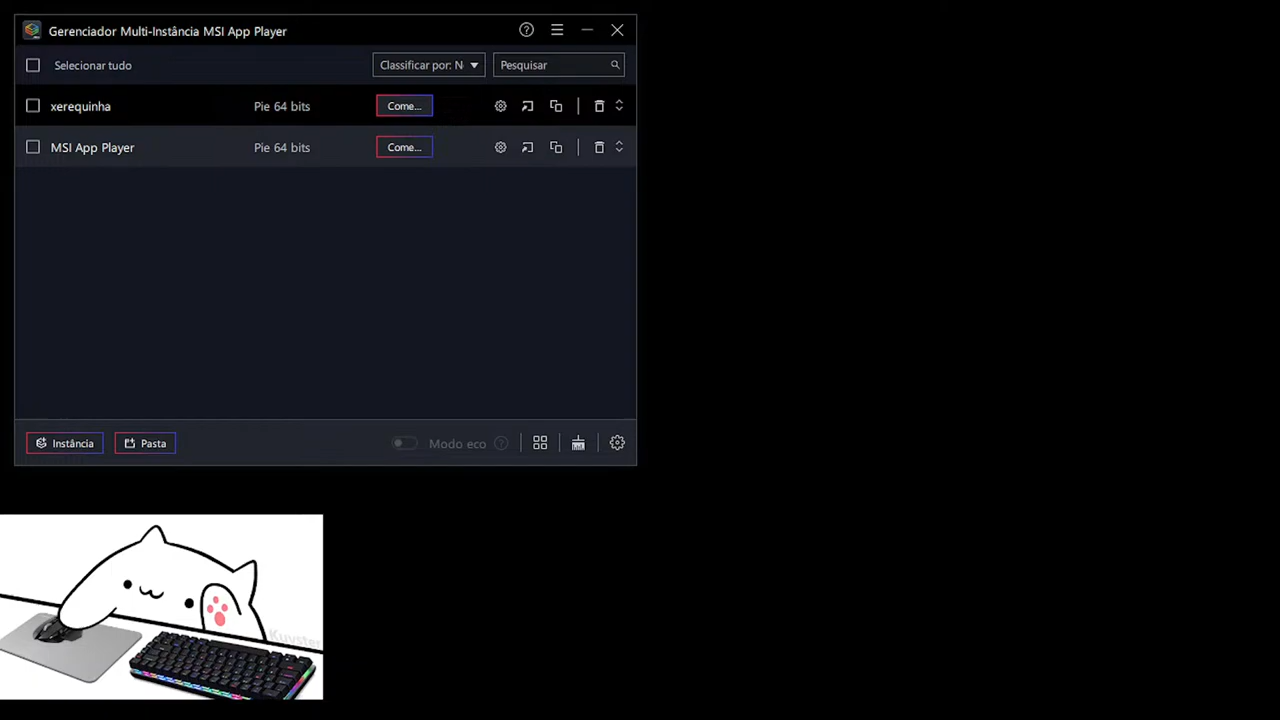 Gerenciador Multi-Instância MSI App Player
Selecionar tudo Classificar por: N Pesquisar
xerequinha Pie 64 bits Come...
MSI App Player Pie 64 bits Come...
Instância Pasta Modo eco
Kuvster